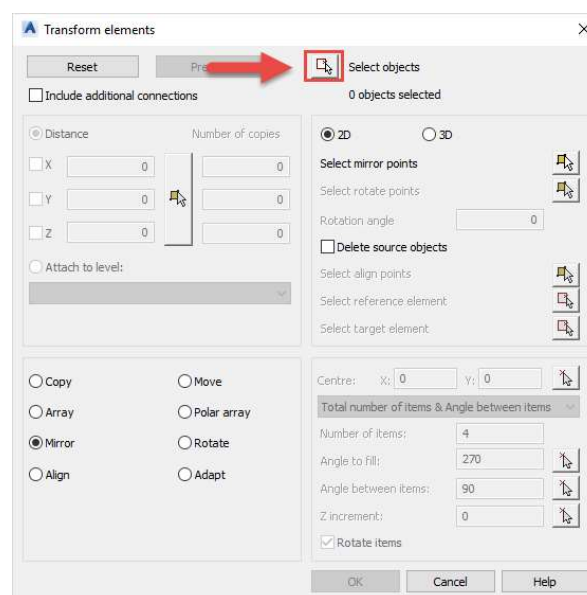 Transform elements
Reset
Select objects
Include additional connections
0 objects selected
Distance Number of copies
X 0 0
Y 0 0
Z 0 0
Attach to level:
2D 3D
Select mirror points
Select rotate points
Rotation angle 0
Delete source objects
Select align points
Select reference element
Select target element
Copy Move
Array Polar array
Mirror Rotate
Align Adapt
Centre: X: 0 Y: 0
Total number of items & Angle between items
Number of items: 4
Angle to fill: 270
Angle between items: 90
Z increment: 0
Rotate items
OK Cancel Help